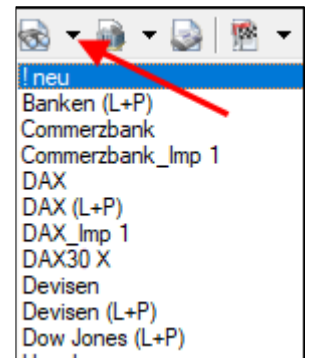 ! neu
Banken (L+P)
Commerzbank
Commerzbank_Imp 1
DAX
DAX (L+P)
DAX_Imp 1
DAX30 X
Devisen
Devisen (L+P)
Dow Jones (L+P)